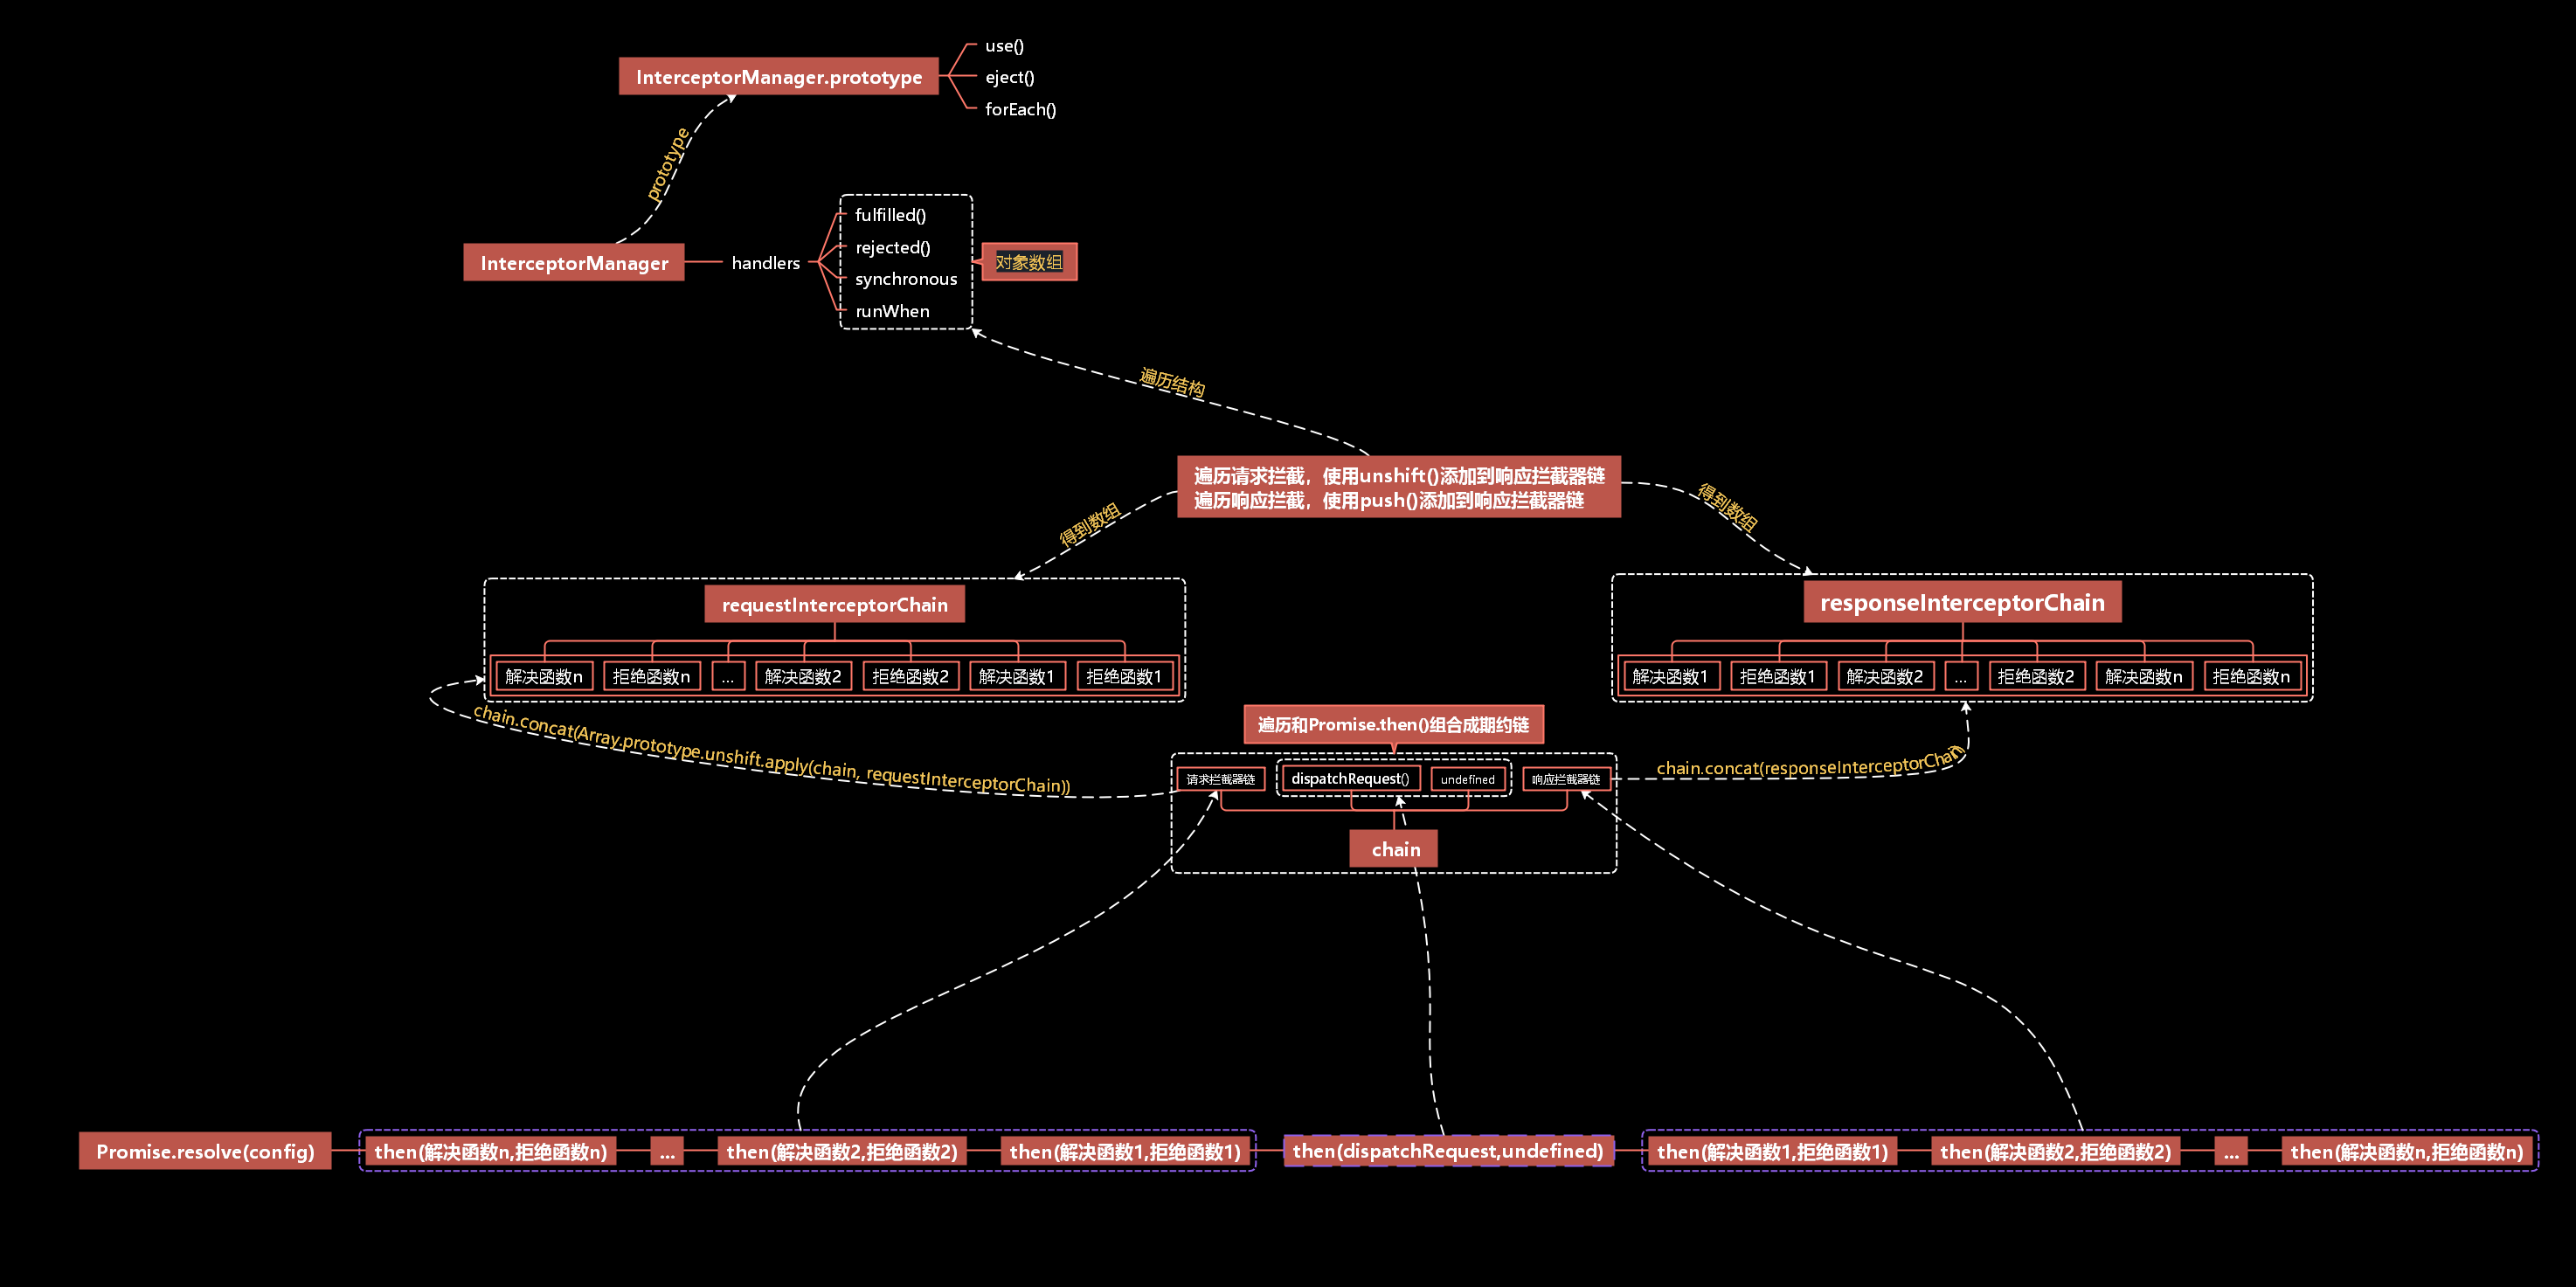 use()
InterceptorManager.prototype
eject()
forEach()
prototype
fulfilled()
rejected()
InterceptorManager
handlers
对象数组
synchronous
runWhen
遍历结构
遍历请求拦截，使用unshift()添加到响应拦截器链
遍历响应拦截，使用push()添加到响应拦截器链
得到数组
得到数组
requestInterceptorChain
解决函数n
拒绝函数n
...
解决函数2
拒绝函数2
解决函数1
拒绝函数1
responseInterceptorChain
解决函数1
拒绝函数1
解决函数2
...
拒绝函数2
解决函数n
拒绝函数n
chain.concat(Array.prototype.unshift.apply(chain, requestInterceptorChain))
遍历和Promise.then()组合成期约链
请求拦截器链
dispatchRequest()
undefined
响应拦截器链
chain.concat(responseInterceptorChain)
chain
Promise.resolve(config)
then(解决函数n,拒绝函数n)
...
then(解决函数2,拒绝函数2)
then(解决函数1,拒绝函数1)
then(dispatchRequest,undefined)
then(解决函数1,拒绝函数1)
then(解决函数2,拒绝函数2)
...
then(解决函数n,拒绝函数n)